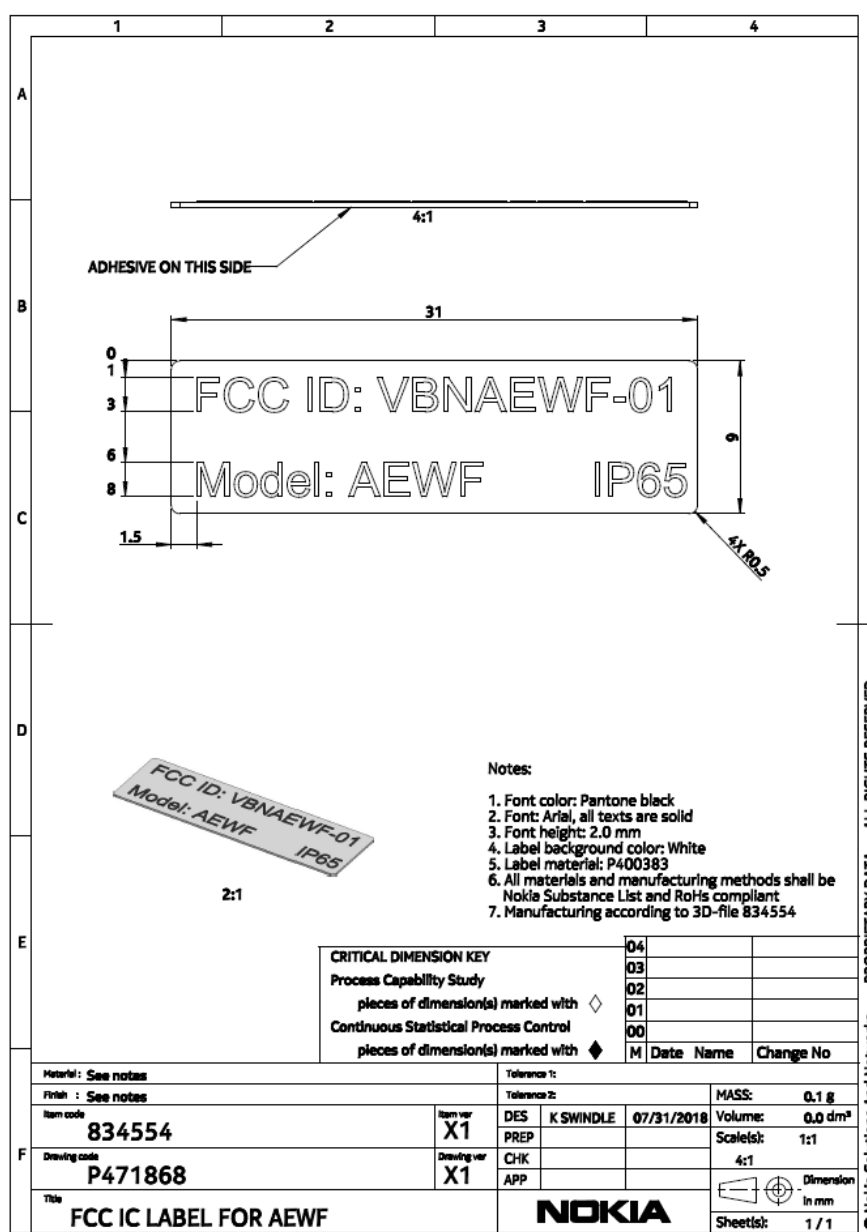 1 2 3 4
A
4:1
ADHESIVE ON THIS SIDE
B
31
0
1
3
6
8
FCC ID: VBNAEWF-01
Model: AEWF IP65
9
C
1.5
4X R0.5
D
FCC ID: VBNAEWF-01
Model: AEWF
IP65
2:1
Notes:
1. Font color: Pantone black
2. Font: Arial, all texts are solid
3. Font height: 2.0 mm
4. Label background color: White
5. Label material: P400383
6. All materials and manufacturing methods shall be
Nokia Substance List and RoHs compliant
7. Manufacturing according to 3D-file 834554
E
CRITICAL DIMENSION KEY
Process Capability Study
pieces of dimension(s) marked with ◇
Continuous Statistical Process Control
pieces of dimension(s) marked with ◆
04
03
02
01
00
M Date Name Change No
Material: See notes
Finish : See notes
Tolerance 1:
Tolerance 2:
MASS: 0.1 g
Item code
834554
Item ver
X1
DES K SWINDLE 07/31/2018
Volume: 0.0 dm³
PREP
Scale(s): 1:1
4:1
F
Drawing code
P471868
Drawing ver
X1
CHK
APP
Dimension
in mm
Title
FCC IC LABEL FOR AEWF
NOKIA
Sheet(s): 1 / 1
PROPRIETARY DATA ALL RIGHTS RESERVED